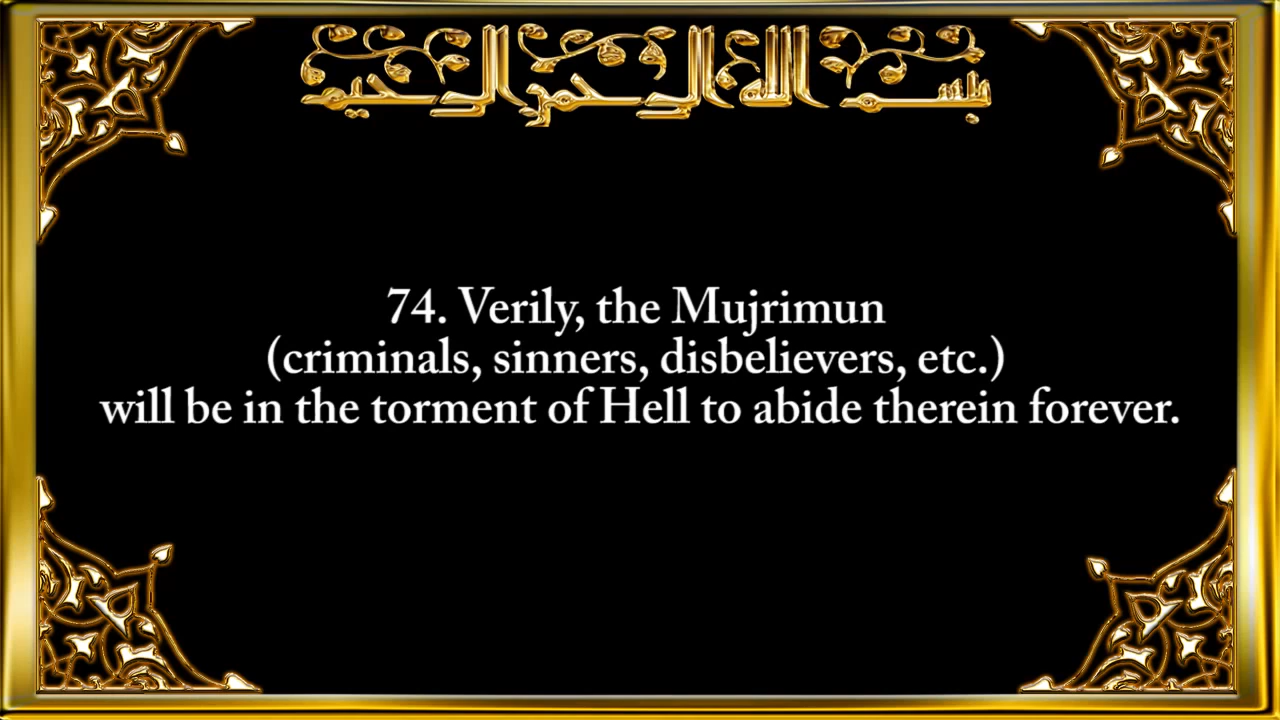 بسم الله الرحمن الرحيم
74. Verily, the Mujrimun
(criminals, sinners, disbelievers, etc.)
will be in the torment of Hell to abide therein forever.